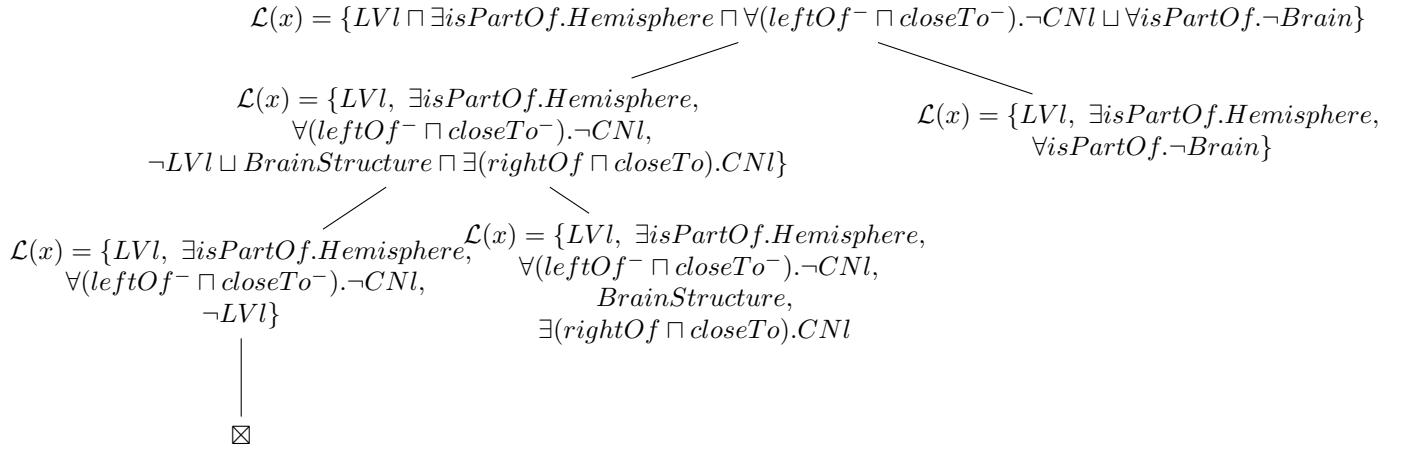 ℒ(x) = {LVl ⊓ ∃isPartOf.Hemisphere ⊓ ∀(leftOf⁻ ⊓ closeTo⁻).¬CNl ⊔ ∀isPartOf.¬Brain}
ℒ(x) = {LVl, ∃isPartOf.Hemisphere,
∀(leftOf⁻ ⊓ closeTo⁻).¬CNl,
¬LVl ⊔ BrainStructure ⊓ ∃(rightOf ⊓ closeTo).CNl}
ℒ(x) = {LVl, ∃isPartOf.Hemisphere,
∀isPartOf.¬Brain}
ℒ(x) = {LVl, ∃isPartOf.Hemisphere,
∀(leftOf⁻ ⊓ closeTo⁻).¬CNl,
¬LVl}
ℒ(x) = {LVl, ∃isPartOf.Hemisphere,
∀(leftOf⁻ ⊓ closeTo⁻).¬CNl,
BrainStructure,
∃(rightOf ⊓ closeTo).CNl
⊠